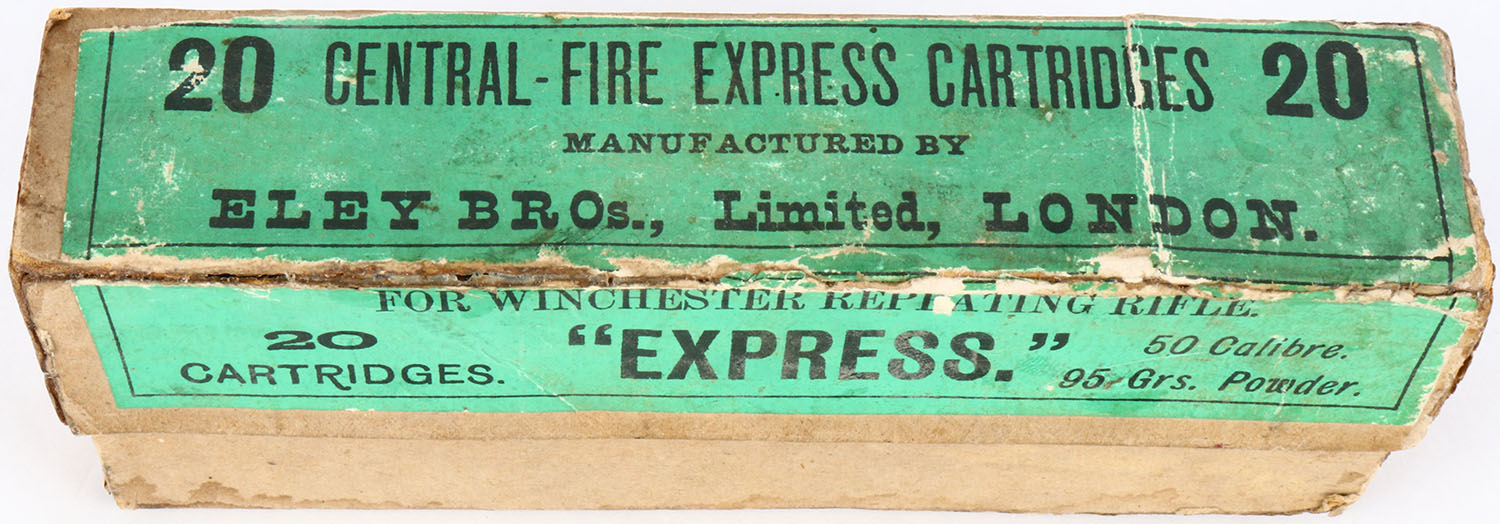 20 CENTRAL-FIRE EXPRESS CARTRIDGES 20
MANUFACTURED BY
ELEY BROs., Limited, LONDON.
FOR WINCHESTER REPEATING RIFLE.
20 CARTRIDGES. "EXPRESS." 50 Calibre.
95 Grs. Powder.